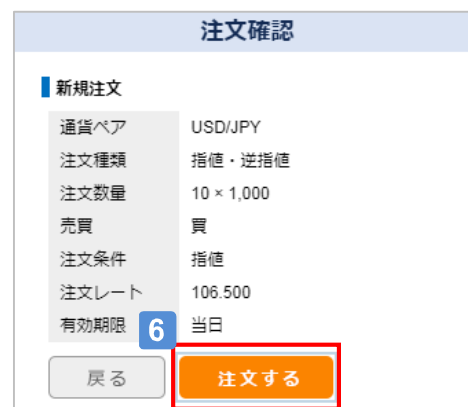 注文確認
新規注文
通貨ペア USD/JPY
注文種類 指値・逆指値
注文数量 10 × 1,000
売買 買
注文条件 指値
注文レート 106.500
有効期限 6 当日
戻る 注文する